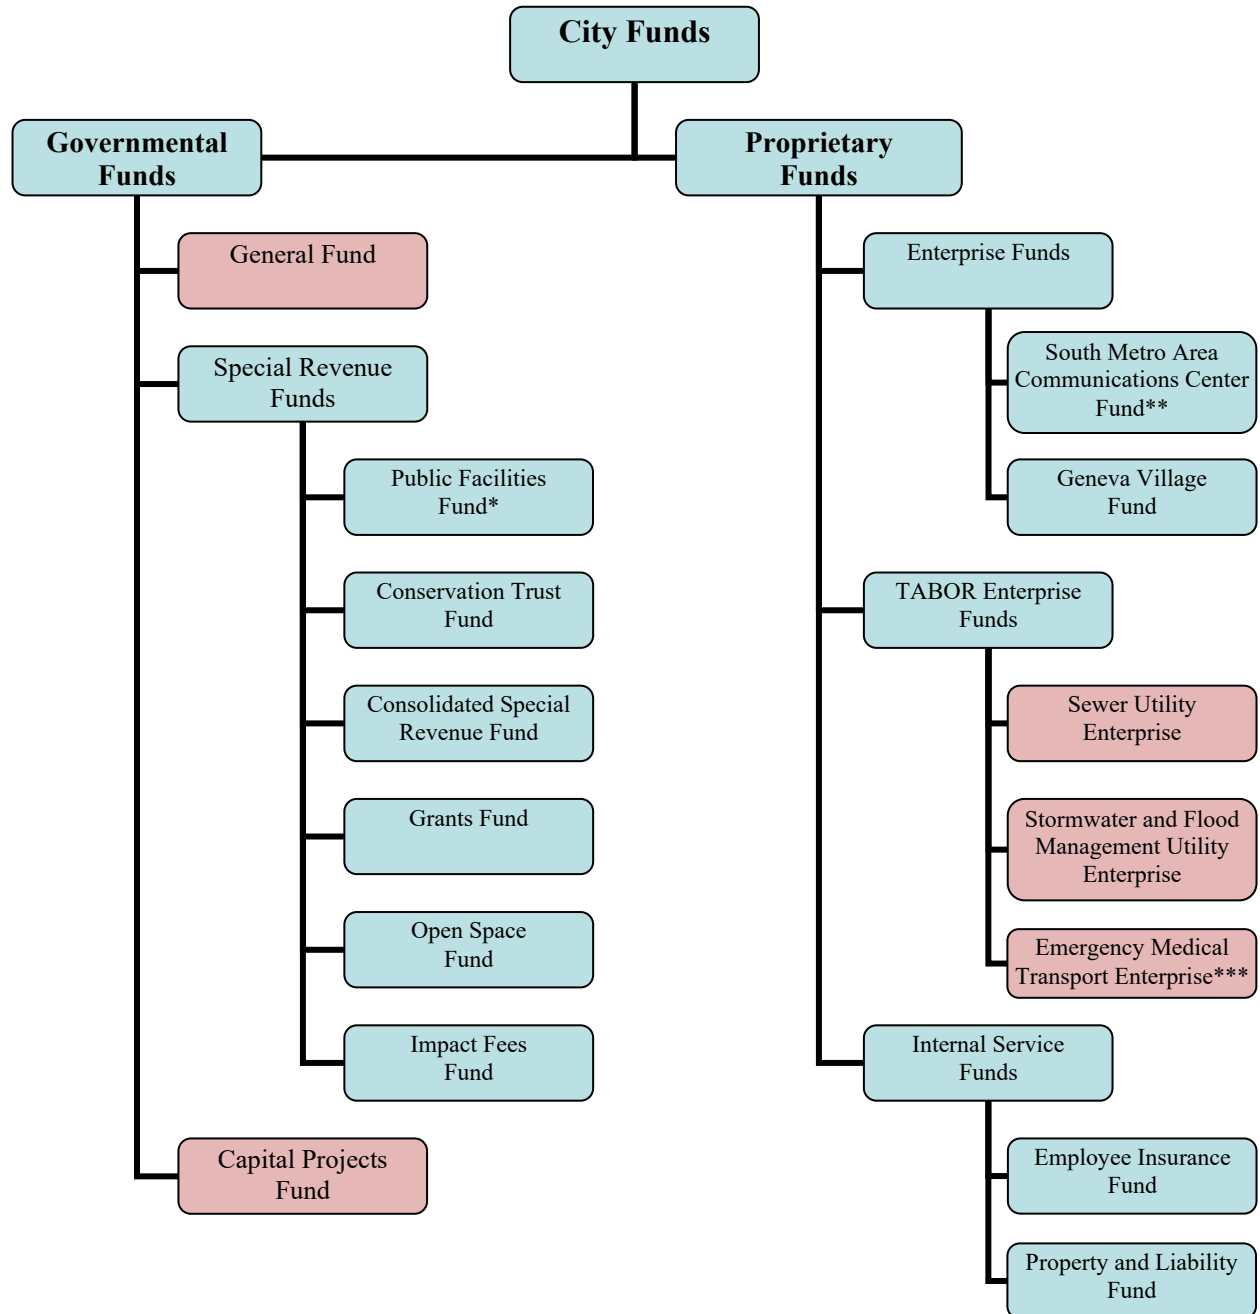 City Funds
Governmental
Funds
Proprietary
Funds
General Fund
Special Revenue
Funds
Public Facilities
Fund*
Conservation Trust
Fund
Consolidated Special
Revenue Fund
Grants Fund
Open Space
Fund
Impact Fees
Fund
Capital Projects
Fund
Enterprise Funds
South Metro Area
Communications Center
Fund**
Geneva Village
Fund
TABOR Enterprise
Funds
Sewer Utility
Enterprise
Stormwater and Flood
Management Utility
Enterprise
Emergency Medical
Transport Enterprise***
Internal Service
Funds
Employee Insurance
Fund
Property and Liability
Fund